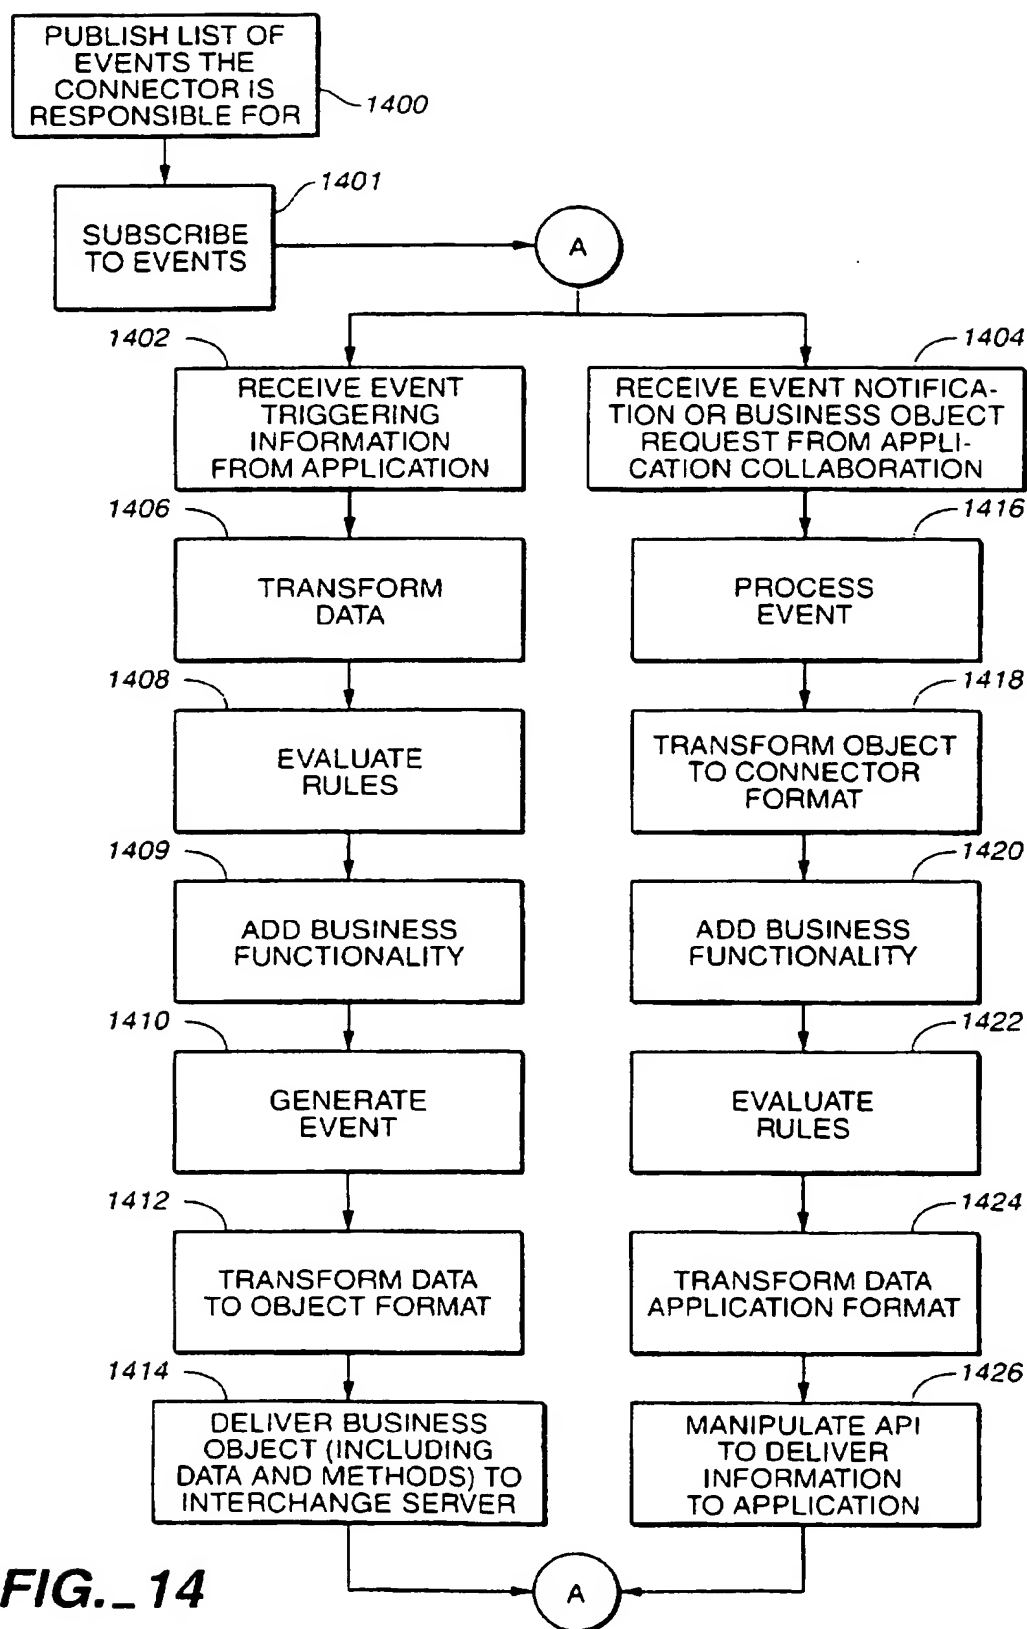 PUBLISH LIST OF
EVENTS THE
CONNECTOR IS
RESPONSIBLE FOR
1400
1401
SUBSCRIBE
TO EVENTS
A
1402
RECEIVE EVENT
TRIGGERING
INFORMATION
FROM APPLICATION
1404
RECEIVE EVENT NOTIFICA-
TION OR BUSINESS OBJECT
REQUEST FROM APPLI-
CATION COLLABORATION
1406
TRANSFORM
DATA
1416
PROCESS
EVENT
1408
EVALUATE
RULES
1418
TRANSFORM OBJECT
TO CONNECTOR
FORMAT
1409
ADD BUSINESS
FUNCTIONALITY
1420
ADD BUSINESS
FUNCTIONALITY
1410
GENERATE
EVENT
1422
EVALUATE
RULES
1412
TRANSFORM DATA
TO OBJECT FORMAT
1424
TRANSFORM DATA
APPLICATION FORMAT
1414
DELIVER BUSINESS
OBJECT (INCLUDING
DATA AND METHODS) TO
INTERCHANGE SERVER
1426
MANIPULATE API
TO DELIVER
INFORMATION
TO APPLICATION
A
FIG._14